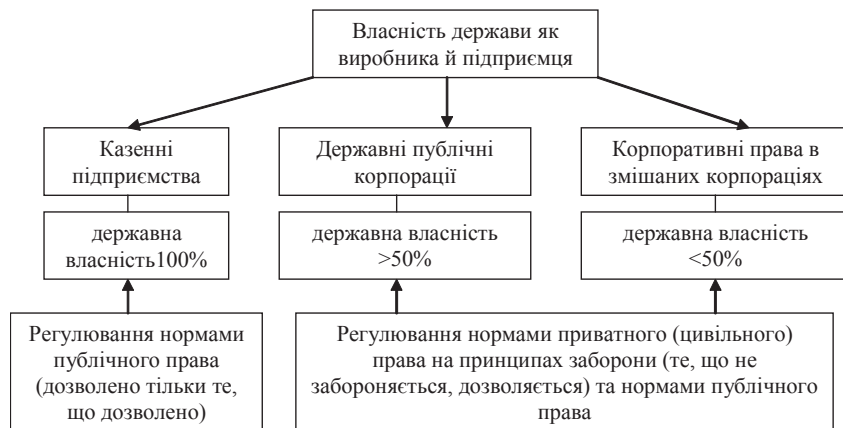 Власність держави як
виробника й підприємця
Казенні
підприємства
Державні публічні
корпорації
Корпоративні права в
змішаних корпораціях
державна
власність100%
державна власність
>50%
державна власність
<50%
Регулювання нормами
публічного права
(дозволено тільки те,
що дозволено)
Регулювання нормами приватного (цивільного)
права на принципах заборони (те, що не
забороняється, дозволяється) та нормами публічного
права